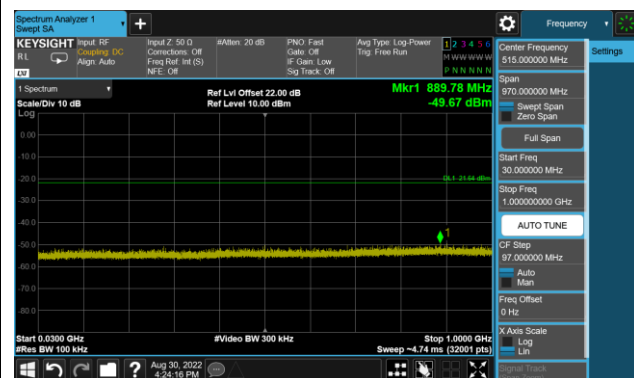 Spectrum Analyzer 1
Swept SA
+
Frequency
KEYSIGHT
RL
LXI
Input: RF
Coupling: DC
Align: Auto
Input Z: 50 Ω
Corrections: Off
Freq Ref: Int (S)
NFE: Off
#Atten: 20 dB
PNO: Fast
Gate: Off
IF Gain: Low
Sig Track: Off
Avg Type: Log-Power
Trig: Free Run
1 2 3 4 5 6
M W W W W W
P N N N N N
Center Frequency
515.000000 MHz
Settings
1 Spectrum
Scale/Div 10 dB
Log
Ref Lvl Offset 22.00 dB
Ref Level 10.00 dBm
Mkr1 889.78 MHz
-49.67 dBm
Span
970.000000 MHz
Swept Span
Zero Span
Full Span
Start Freq
30.000000 MHz
Stop Freq
1.000000000 GHz
AUTO TUNE
CF Step
97.000000 MHz
Auto
Man
Freq Offset
0 Hz
X Axis Scale
Log
Lin
Signal Track
0.00
-10.0
-20.0
DL1 -21.64 dBm
-30.0
-40.0
1
-50.0
-60.0
-70.0
-80.0
Start 0.0300 GHz
#Res BW 100 kHz
#Video BW 300 kHz
Stop 1.0000 GHz
Sweep ~4.74 ms (32001 pts)
?
Aug 30, 2022
4:24:16 PM